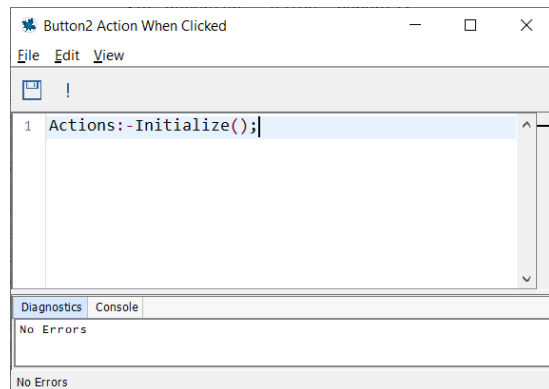 Button2 Action When Clicked
File Edit View
!
1 Actions:-Initialize();
Diagnostics Console
No Errors
No Errors